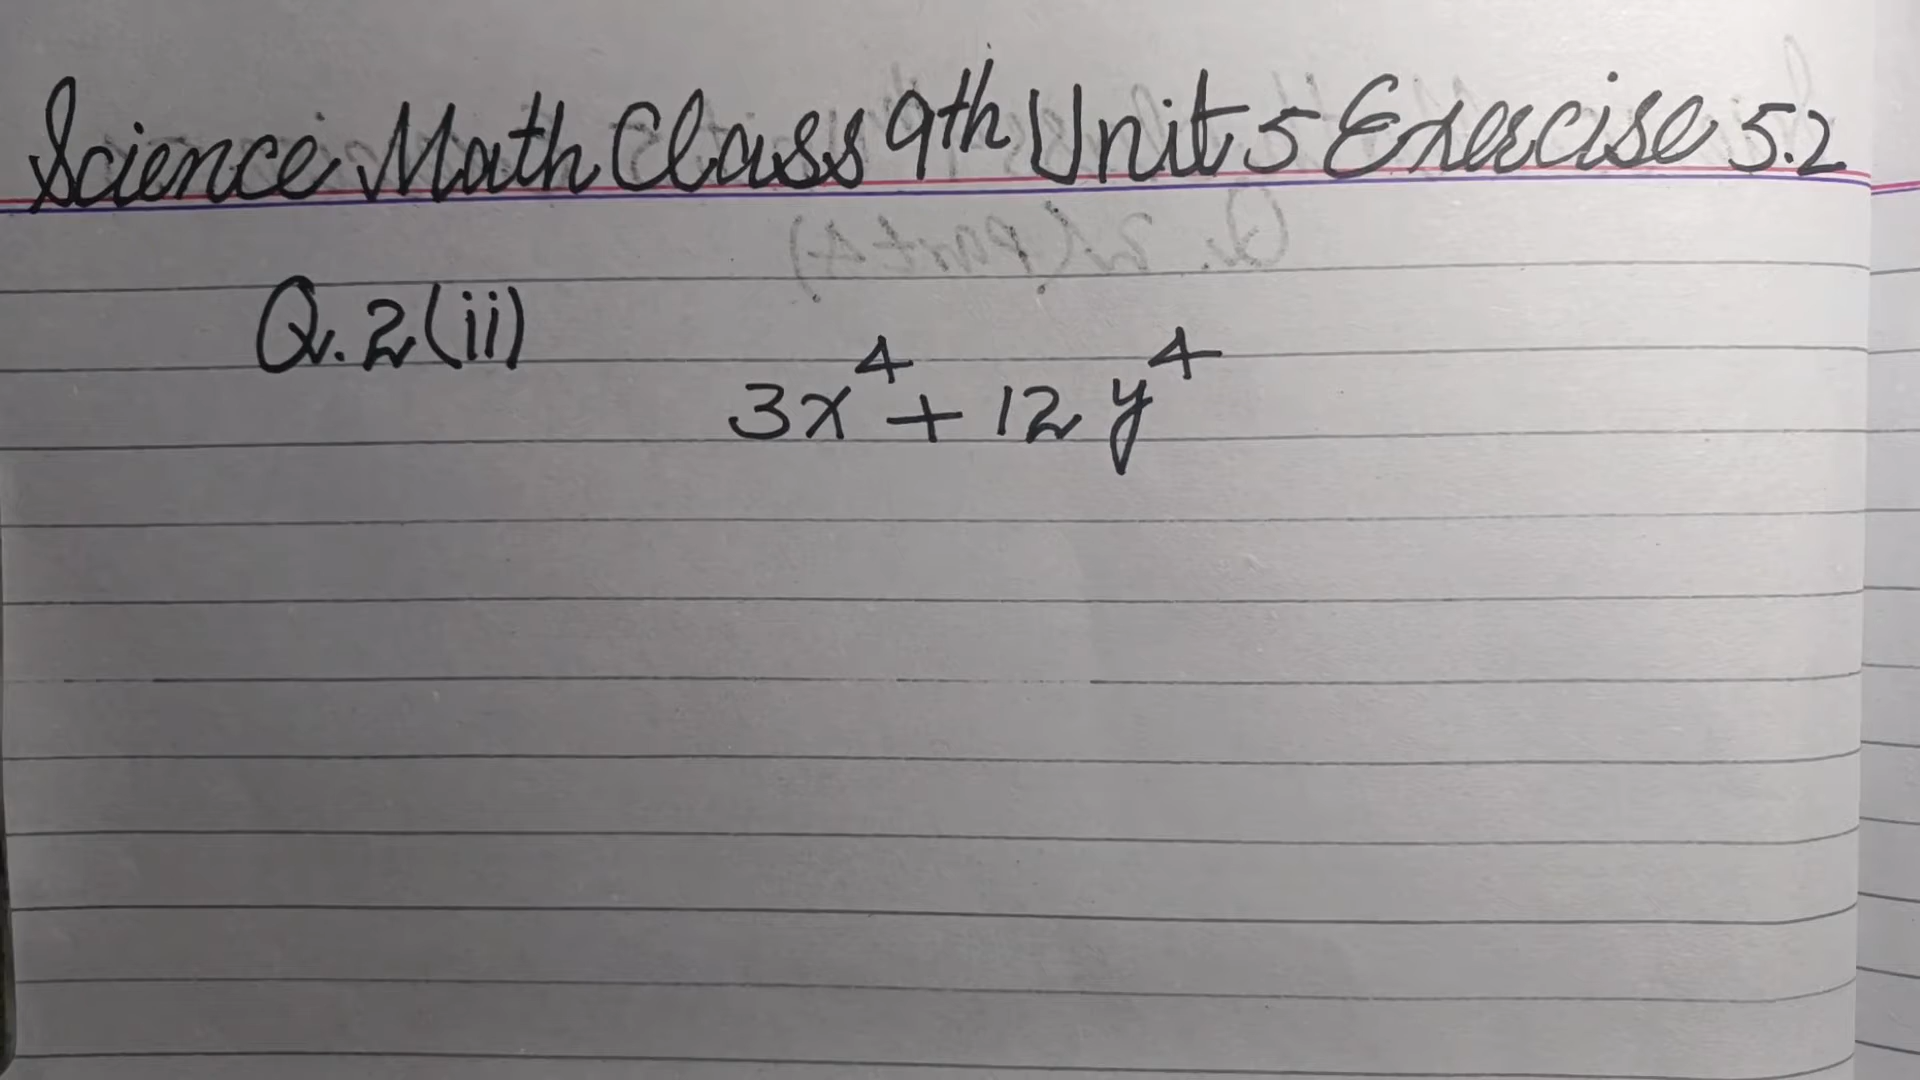 Science Math Class 9th Unit 5 Exercise 5.2
Q. 2(ii)
3x⁴ + 12y⁴